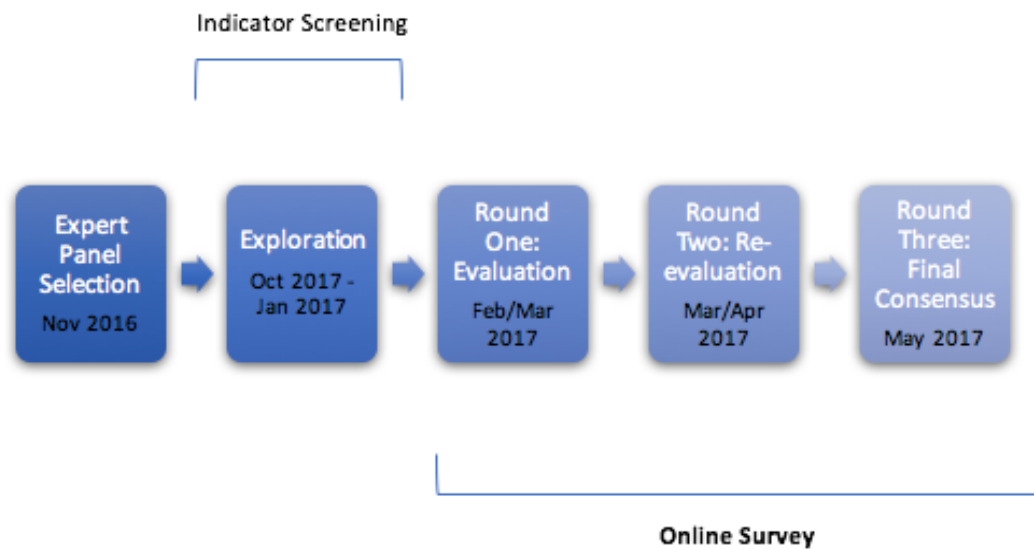 Indicator Screening
Expert
Panel
Selection
Nov 2016
Exploration
Oct 2017 -
Jan 2017
Round
One:
Evaluation
Feb/Mar
2017
Round
Two: Re-
evaluation
Mar/Apr
2017
Round
Three:
Final
Consensus
May 2017
Online Survey